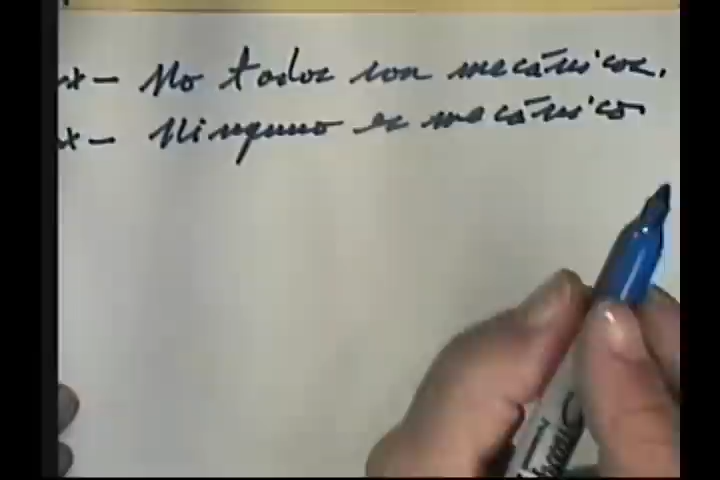 *- No todos son mecánicos.
*- Ninguno es mecánico